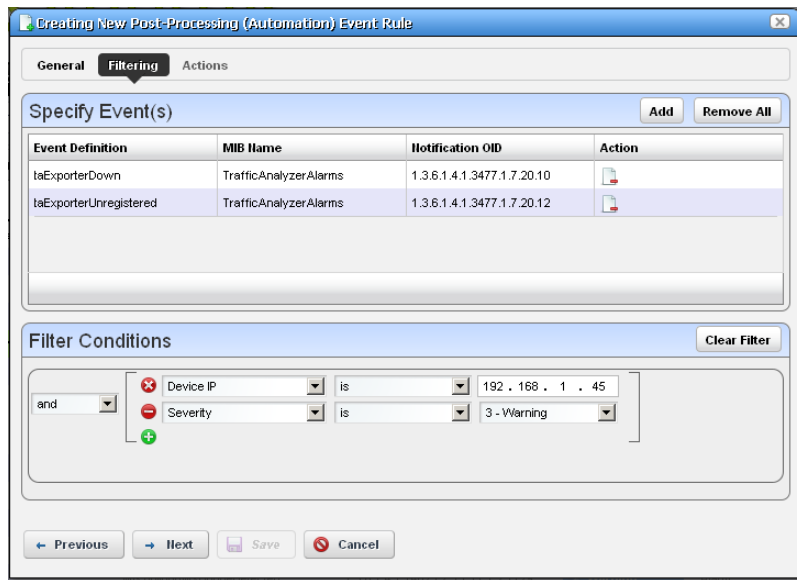 Creating New Post-Processing (Automation) Event Rule
General Filtering Actions
Specify Event(s) Add Remove All
Event Definition MIB Name Notification OID Action
taExporterDown TrafficAnalyzerAlarms 1.3.6.1.4.1.3477.1.7.20.10
taExporterUnregistered TrafficAnalyzerAlarms 1.3.6.1.4.1.3477.1.7.20.12
Filter Conditions Clear Filter
Device IP is 192 . 168 . 1 . 45
and Severity is 3 - Warning
Previous Next Save Cancel